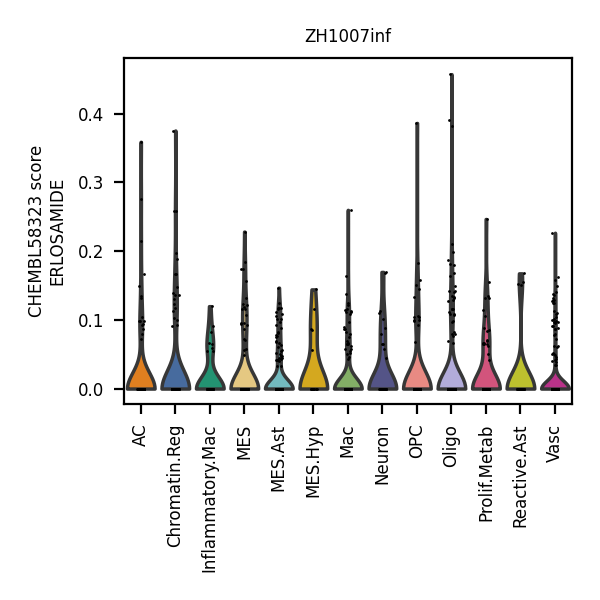 ZH1007inf
CHEMBL58323 score
ERLOSAMIDE
0.4
0.3
0.2
0.1
0.0
AC
Chromatin.Reg
Inflammatory.Mac
MES
MES.Ast
MES.Hyp
Mac
Neuron
OPC
Oligo
Prolif.Metab
Reactive.Ast
Vasc